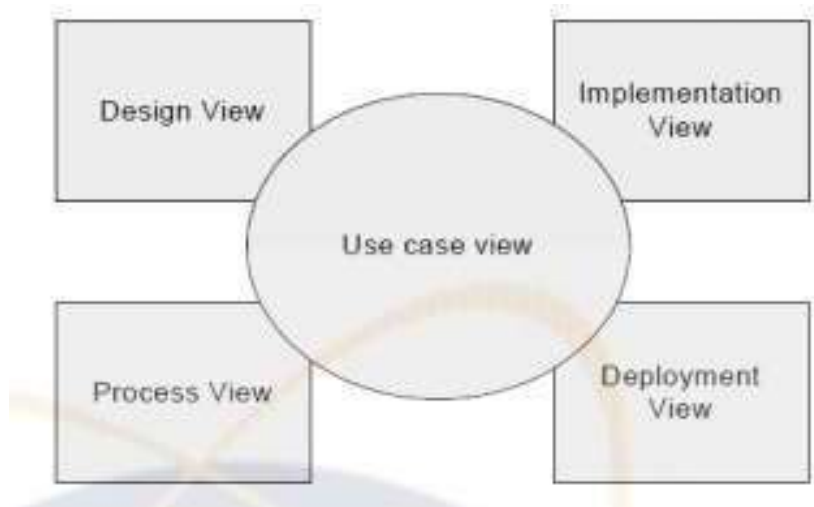 Design View
Implementation
View
Use case view
Process View
Deployment
View